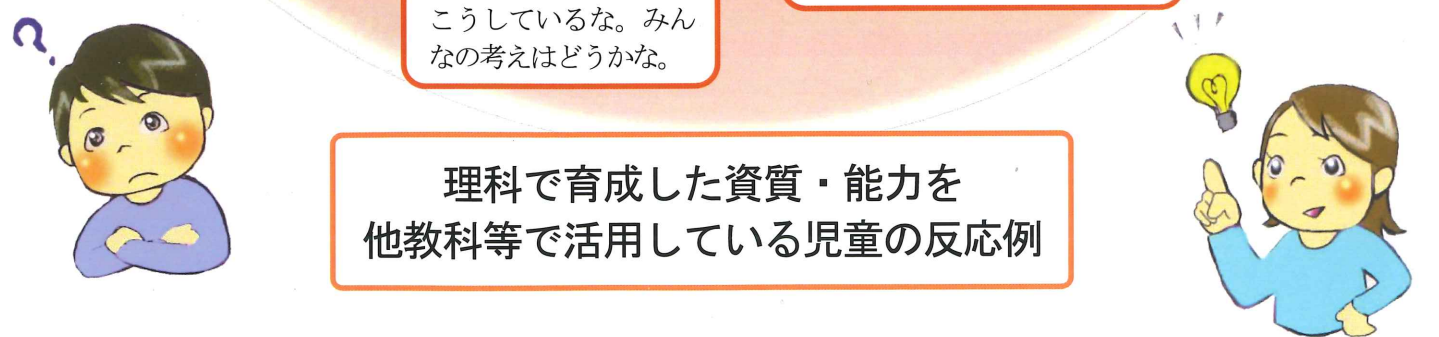 こうしているな。みん
なの考えはどうかな。
?
理科で育成した資質・能力を
他教科等で活用している児童の反応例